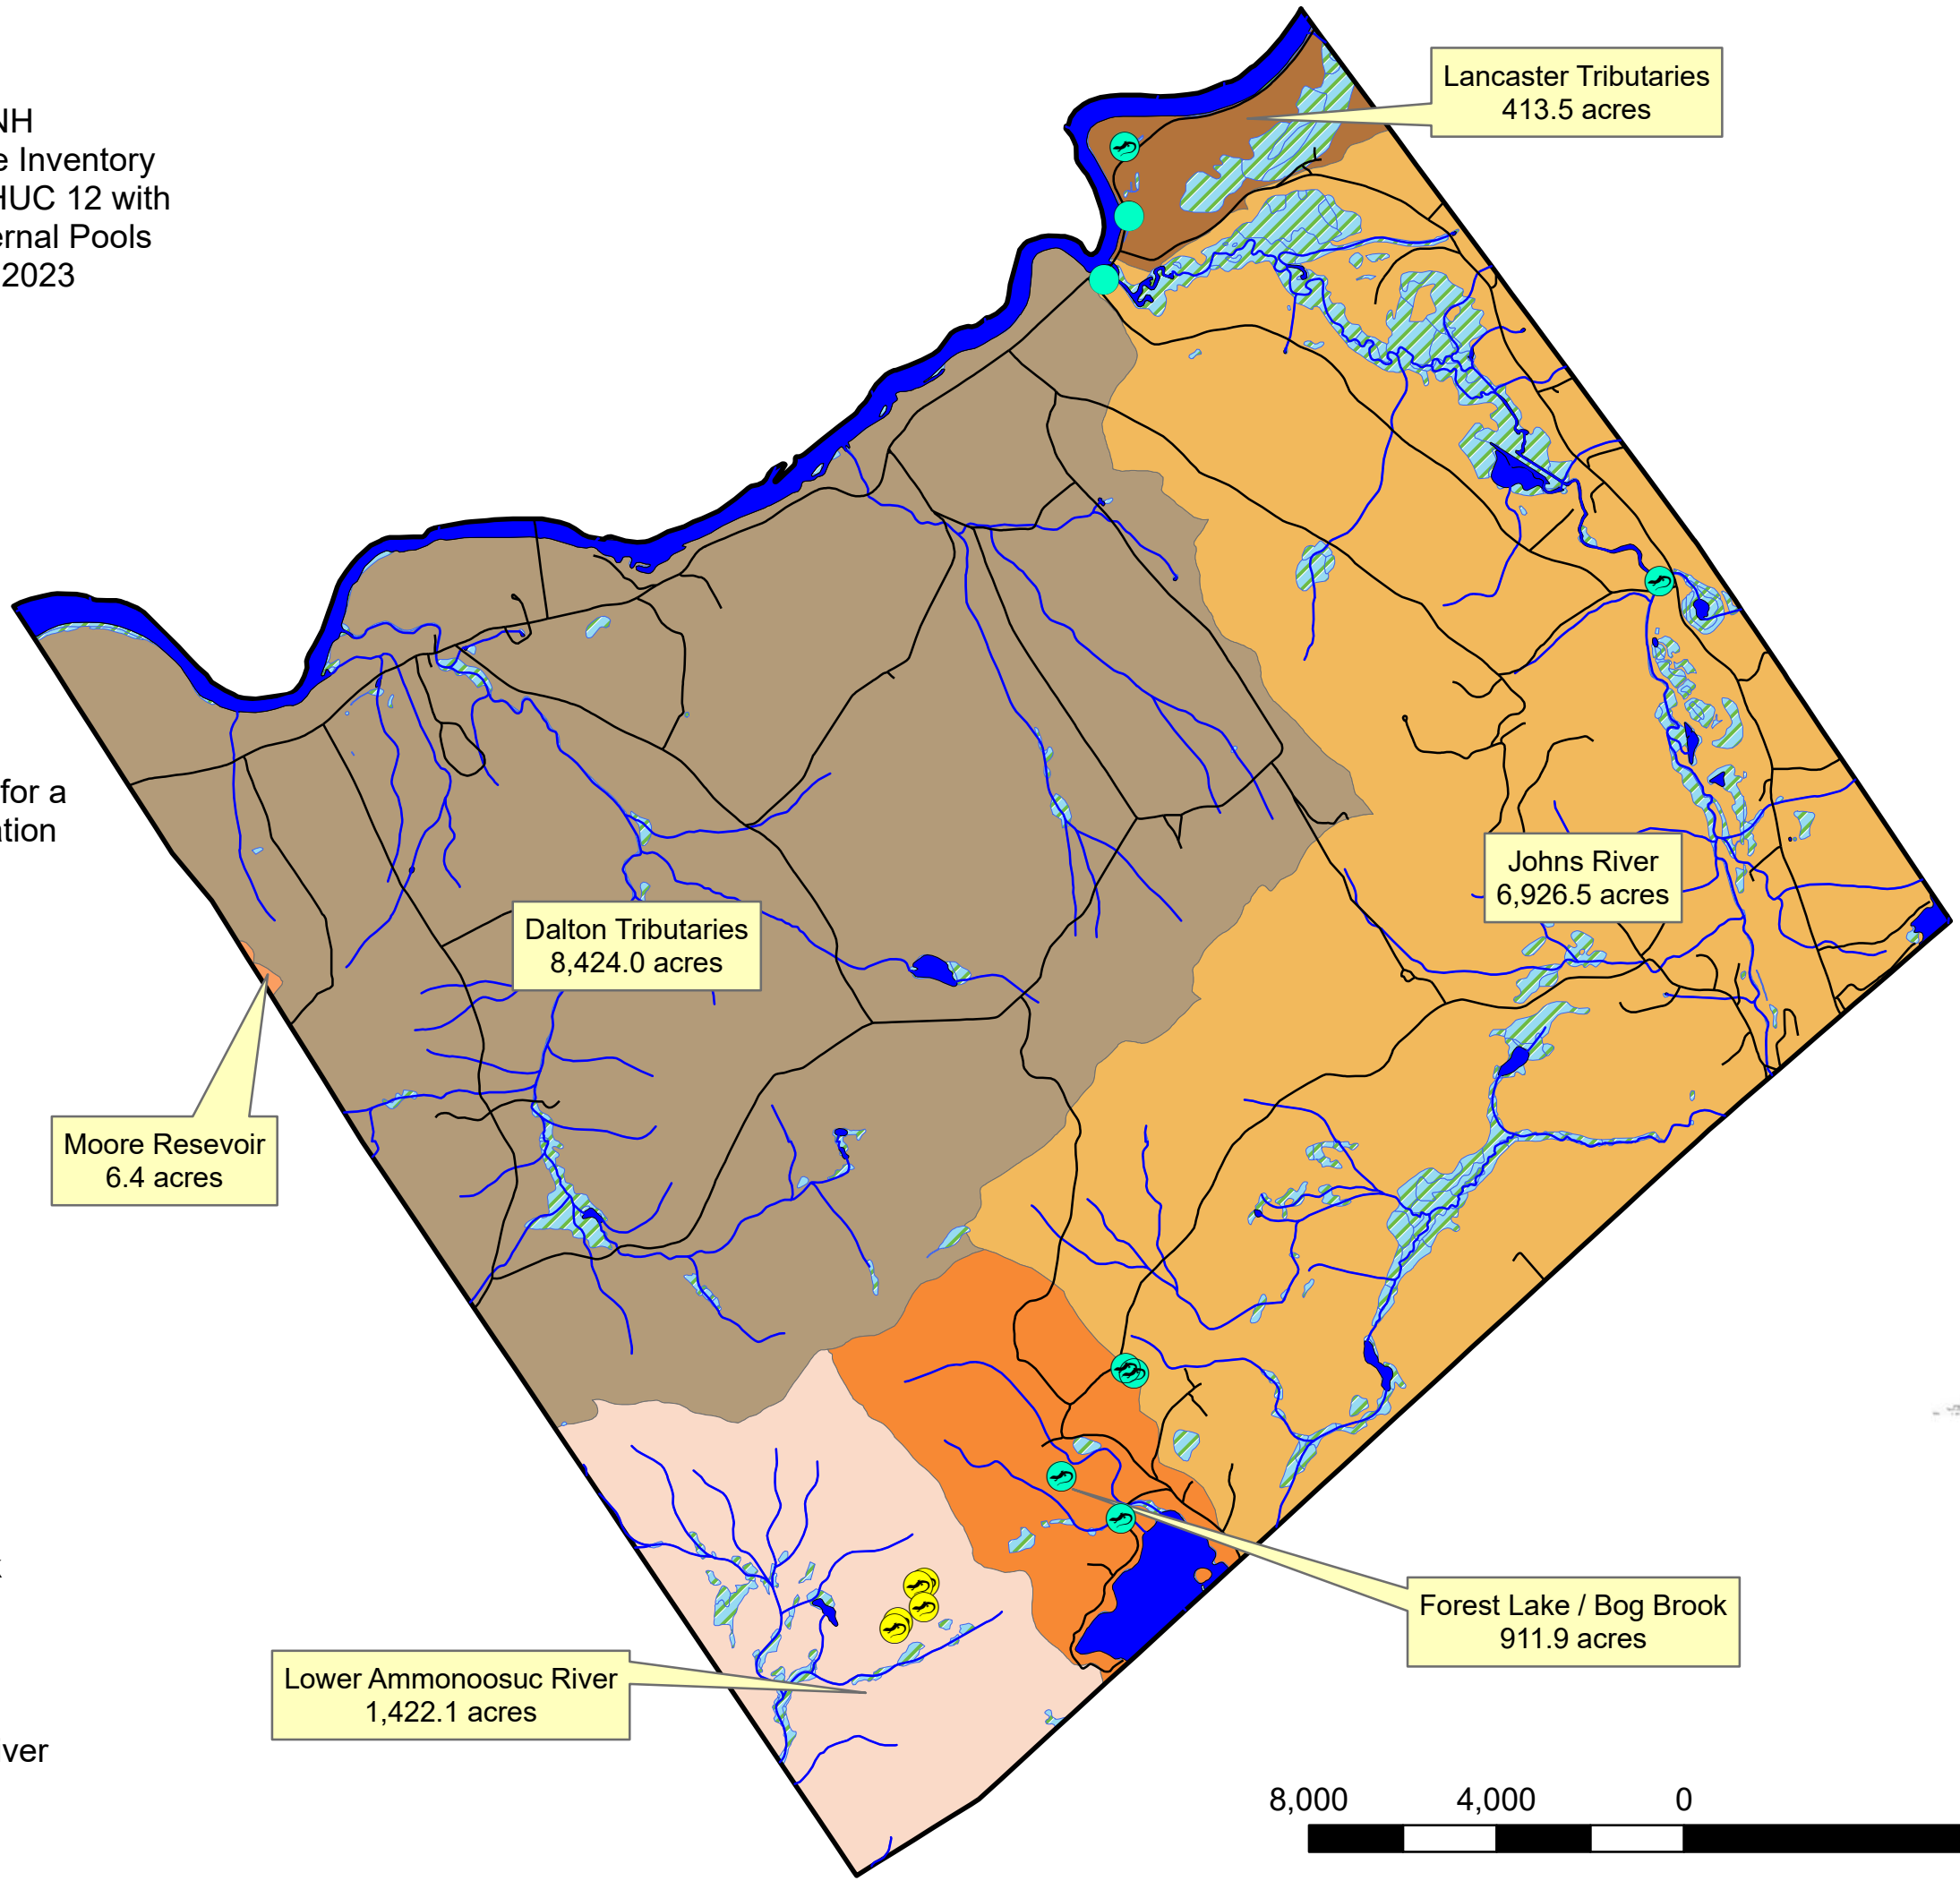 NH
e Inventory
HUC 12 with
ernal Pools
2023
for a
ation
ver
Lancaster Tributaries
413.5 acres
Johns River
6,926.5 acres
Dalton Tributaries
8,424.0 acres
Moore Resevoir
6.4 acres
Forest Lake / Bog Brook
911.9 acres
Lower Ammonoosuc River
1,422.1 acres
8,000 4,000 0